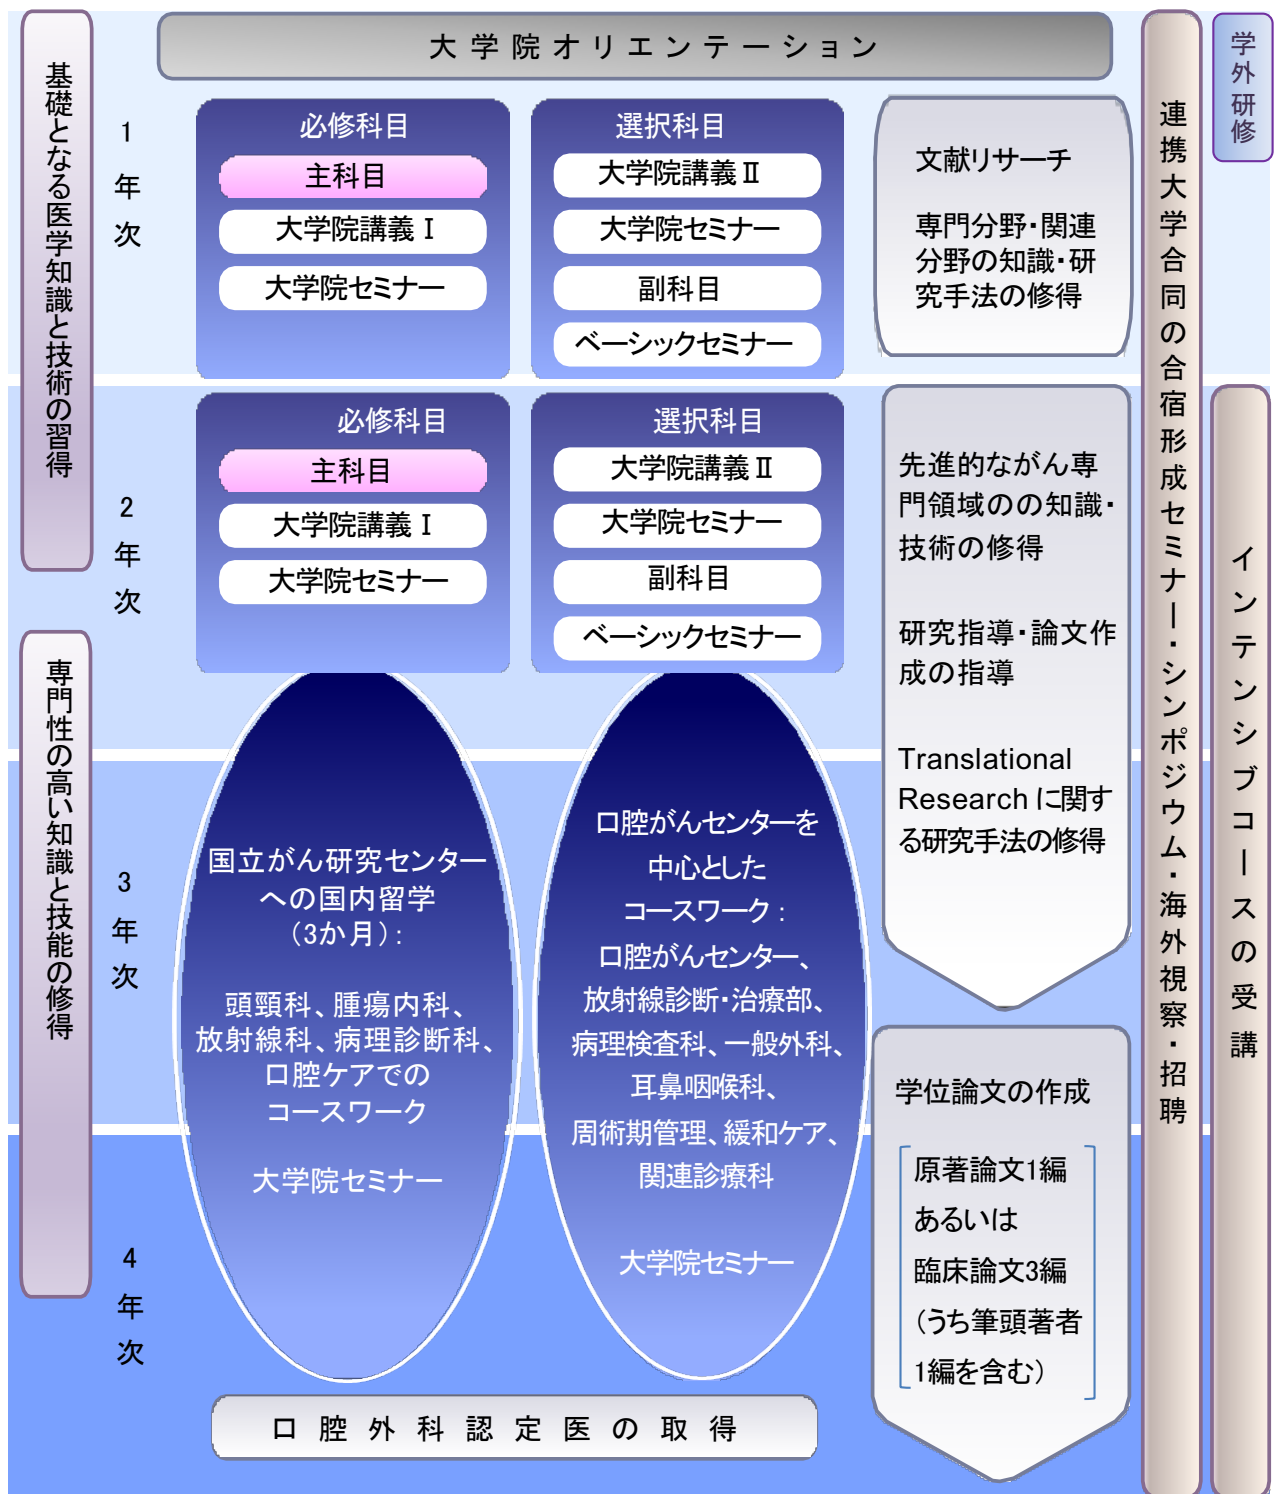 大学院オリエンテーション
学外研修
基礎となる医学知識と技術の習得
1年次
必修科目
主科目
大学院講義Ⅰ
大学院セミナー
選択科目
大学院講義Ⅱ
大学院セミナー
副科目
ベーシックセミナー
文献リサーチ
専門分野・関連
分野の知識・研
究手法の修得
連携大学合同の合宿形成セミナー・シンポジウム・海外視察・招聘
2年次
必修科目
主科目
大学院講義Ⅰ
大学院セミナー
選択科目
大学院講義Ⅱ
大学院セミナー
副科目
ベーシックセミナー
先進的ながん専
門領域のの知識・
技術の修得
研究指導・論文作
成の指導
Translational
Research に関す
る研究手法の修得
インテンシブコースの受講
専門性の高い知識と技能の修得
3年次
国立がん研究センター
への国内留学
（3か月）：
頭頸科、腫瘍内科、
放射線科、病理診断科、
口腔ケアでの
コースワーク
大学院セミナー
口腔がんセンターを
中心とした
コースワーク：
口腔がんセンター、
放射線診断・治療部、
病理検査科、一般外科、
耳鼻咽喉科、
周術期管理、緩和ケア、
関連診療科
大学院セミナー
学位論文の作成
原著論文1編
あるいは
臨床論文3編
（うち筆頭著者
1編を含む）
4年次
口腔外科認定医の取得